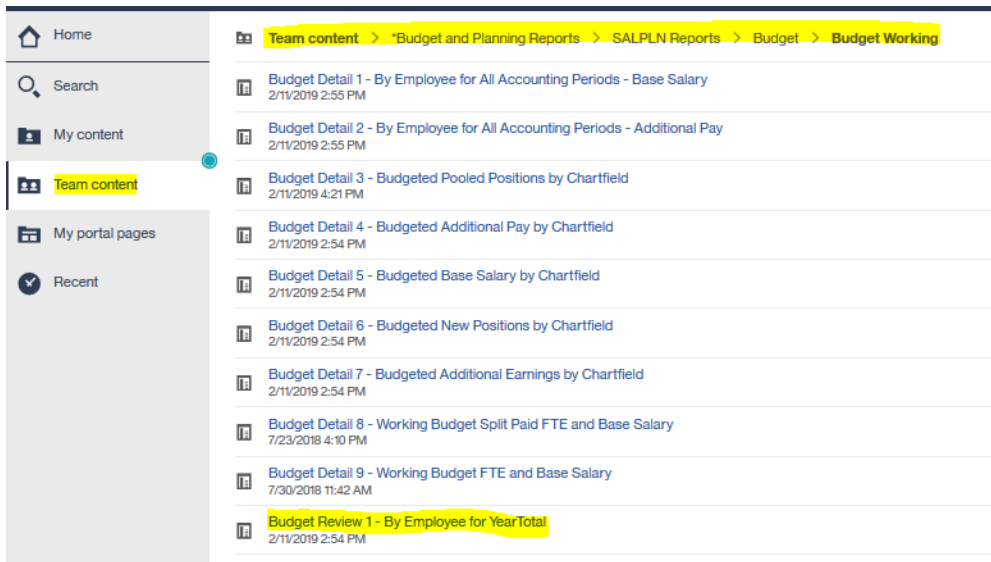 Home
Search
My content
Team content
My portal pages
Recent
Team content > *Budget and Planning Reports > SALPLN Reports > Budget > Budget Working
Budget Detail 1 - By Employee for All Accounting Periods - Base Salary
2/11/2019 2:55 PM
Budget Detail 2 - By Employee for All Accounting Periods - Additional Pay
2/11/2019 2:55 PM
Budget Detail 3 - Budgeted Pooled Positions by Chartfield
2/11/2019 4:21 PM
Budget Detail 4 - Budgeted Additional Pay by Chartfield
2/11/2019 2:54 PM
Budget Detail 5 - Budgeted Base Salary by Chartfield
2/11/2019 2:54 PM
Budget Detail 6 - Budgeted New Positions by Chartfield
2/11/2019 2:54 PM
Budget Detail 7 - Budgeted Additional Earnings by Chartfield
2/11/2019 2:54 PM
Budget Detail 8 - Working Budget Split Paid FTE and Base Salary
7/23/2018 4:10 PM
Budget Detail 9 - Working Budget FTE and Base Salary
7/30/2018 11:42 AM
Budget Review 1 - By Employee for YearTotal
2/11/2019 2:54 PM